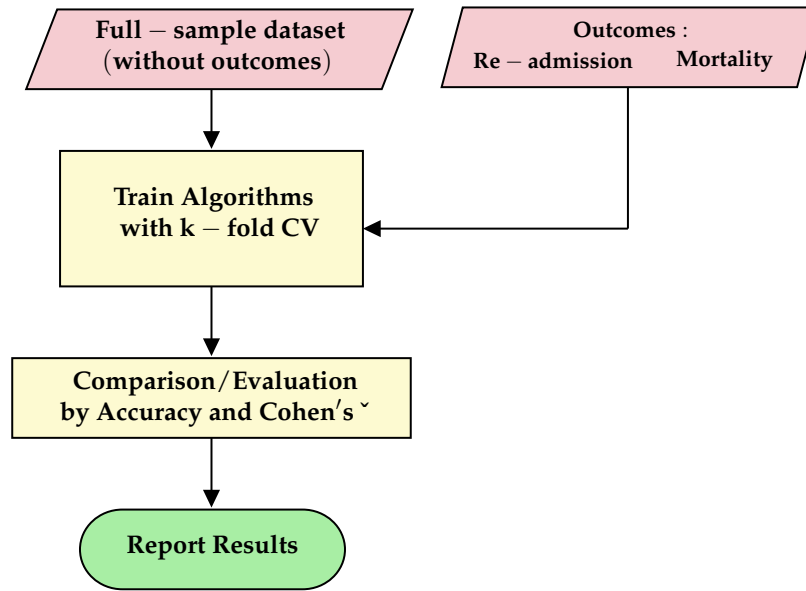 Full – sample dataset
(without outcomes)
Outcomes :
Re – admission Mortality
Train Algorithms
with k – fold CV
Comparison/Evaluation
by Accuracy and Cohen's ˇ
Report Results